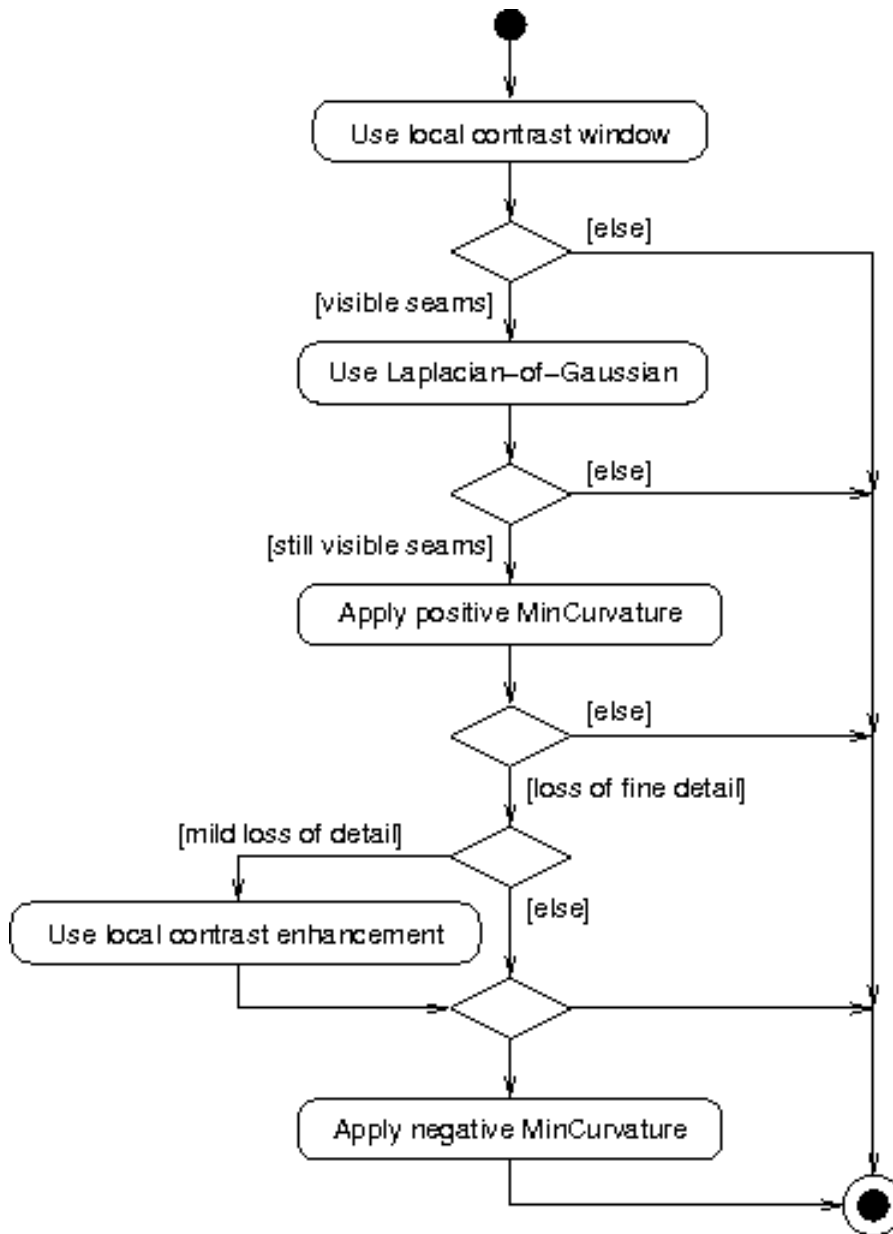 Use local contrast window
[else]
[visible seams]
Use Laplacian-of-Gaussian
[else]
[still visible seams]
Apply positive MinCurvature
[else]
[loss of fine detail]
[mild loss of detail]
[else]
Use local contrast enhancement
Apply negative MinCurvature